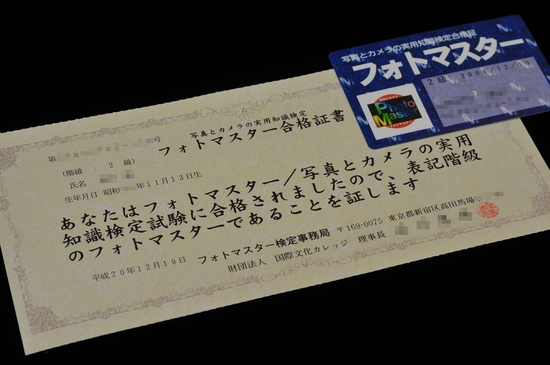 写真とカメラの実用知識検定合格証
フォトマスター
2級 200 /12/
Photo
Master
写真とカメラの実用知識検定
フォトマスター合格証書
第 号
(階級 : 2 級)
氏名
生年月日 昭和 年11月13日生
あなたはフォトマスター/写真とカメラの実用
知識検定試験に合格されましたので、表記階級
のフォトマスターであることを証します
平成20年12月19日
フォトマスター検定事務局 〒169-0075 東京都新宿区高田馬場
財団法人 国際文化カレッジ 理事長